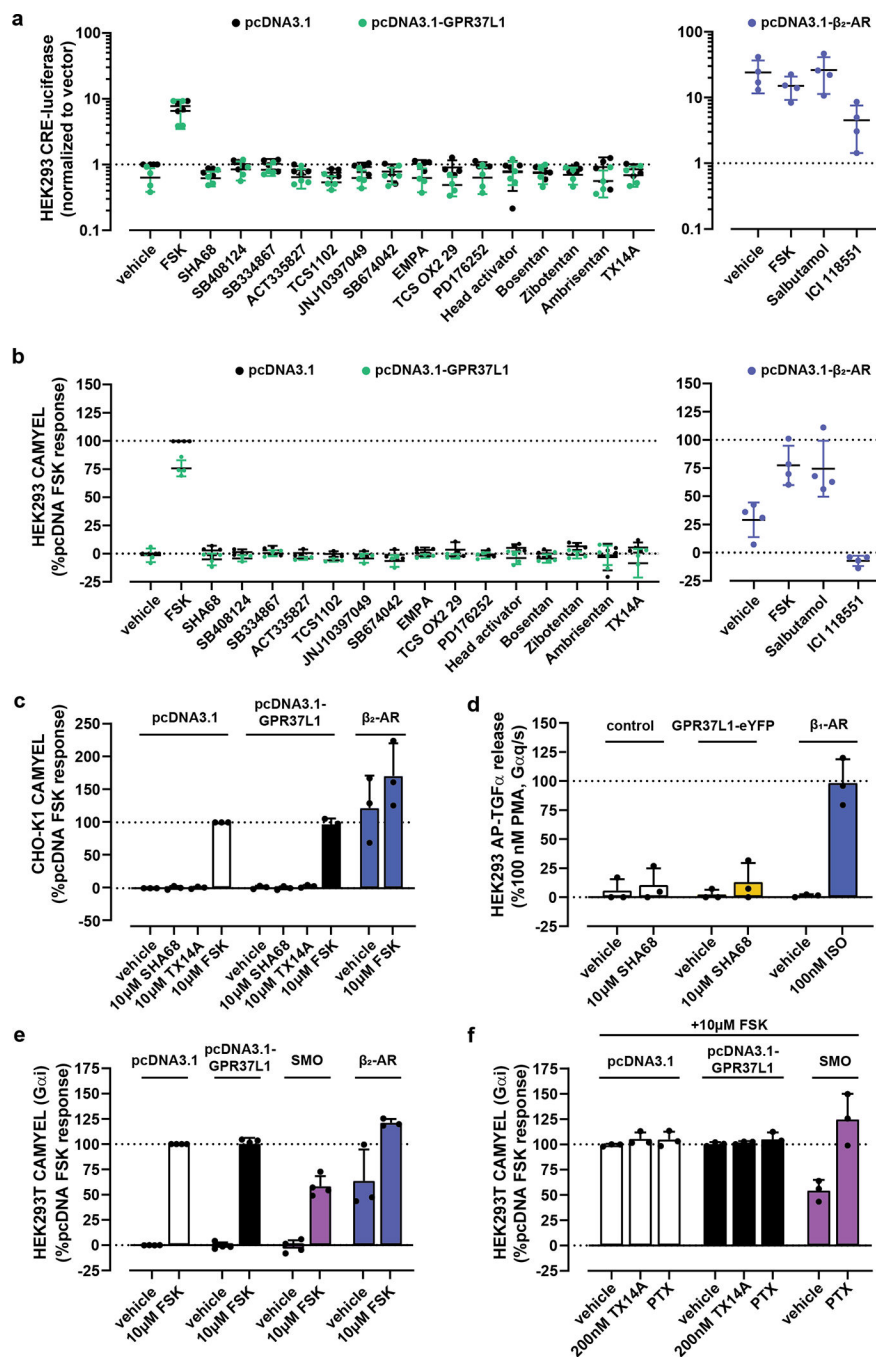 a
pcDNA3.1 pcDNA3.1-GPR37L1 pcDNA3.1-β₂-AR
HEK293 CRE-luciferase
(normalized to vector)
100
10
1
0.1
vehicle
FSK
SHA68
SB408124
SB334867
ACT335827
TCS1102
JNJ10397049
SB674042
EMPA
TCS OX2 29
PD176252
Head activator
Bosentan
Zibotentan
Ambrisentan
TX14A
100
10
1
0.1
vehicle
FSK
Salbutamol
ICI 118551
b
pcDNA3.1 pcDNA3.1-GPR37L1 pcDNA3.1-β₂-AR
HEK293 CAMYEL
(%pcDNA FSK response)
150
125
100
75
50
25
0
-25
vehicle
FSK
SHA68
SB408124
SB334867
ACT335827
TCS1102
JNJ10397049
SB674042
EMPA
TCS OX2 29
PD176252
Head activator
Bosentan
Zibotentan
Ambrisentan
TX14A
150
125
100
75
50
25
0
-25
vehicle
FSK
Salbutamol
ICI 118551
c
pcDNA3.1 pcDNA3.1-
GPR37L1 β₂-AR
CHO-K1 CAMYEL
(%pcDNA FSK response)
250
200
150
100
50
0
-50
vehicle
10µM SHA68
10µM TX14A
10µM FSK
vehicle
10µM SHA68
10µM TX14A
10µM FSK
vehicle
10µM FSK
d
control GPR37L1-eYFP β₁-AR
HEK293 AP-TGFα release
(%100 nM PMA, Gαq/s)
150
125
100
75
50
25
0
-25
vehicle
10µM SHA68
vehicle
10µM SHA68
vehicle
100nM ISO
e
pcDNA3.1 pcDNA3.1-
GPR37L1 SMO β₂-AR
HEK293T CAMYEL (Gαi)
(%pcDNA FSK response)
175
150
125
100
75
50
25
0
-25
vehicle
10µM FSK
vehicle
10µM FSK
vehicle
10µM FSK
vehicle
10µM FSK
f
+10µM FSK
pcDNA3.1 pcDNA3.1-
GPR37L1 SMO
HEK293T CAMYEL (Gαi)
(%pcDNA FSK response)
175
150
125
100
75
50
25
0
-25
vehicle
200nM TX14A
PTX
vehicle
200nM TX14A
PTX
vehicle
PTX